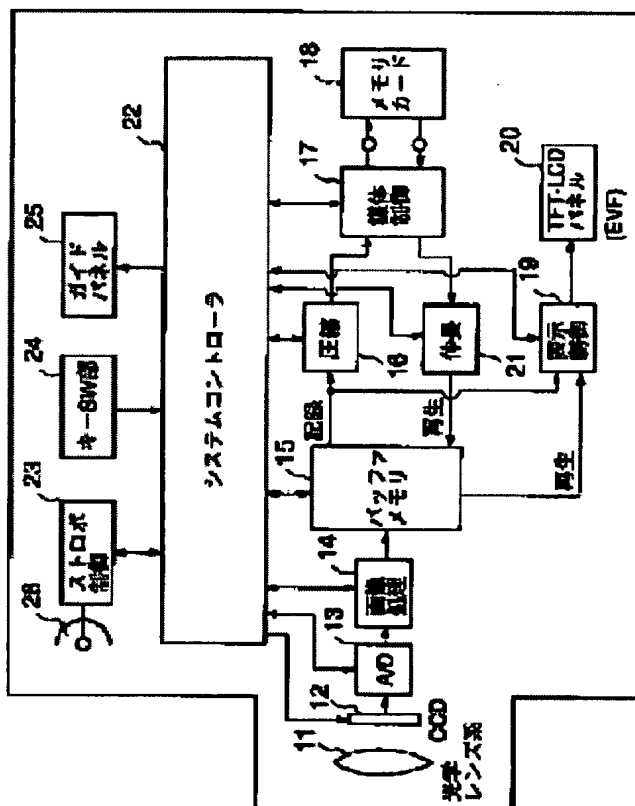 26
23
ストロボ
制御
24
キーSW部
25
ガイド
パネル
22
システムコントローラ
11
光学
レンズ系
12
CCD
13
A/D
14
画像
処理
15
バッファ
メモリ
記録
再生
16
圧縮
21
伸長
17
媒体
制御
18
メモリ
カード
再生
19
表示
制御
20
TFT-LCD
パネル
(EVF)